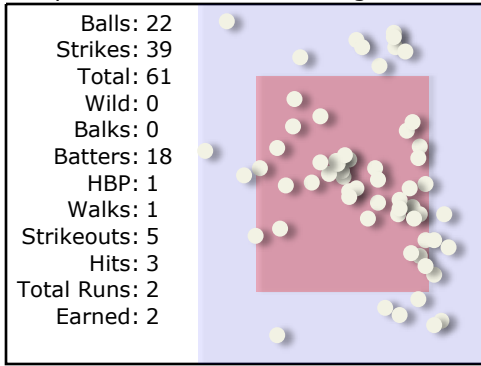 Balls: 22
Strikes: 39
Total: 61
Wild: 0
Balks: 0
Batters: 18
HBP: 1
Walks: 1
Strikeouts: 5
Hits: 3
Total Runs: 2
Earned: 2